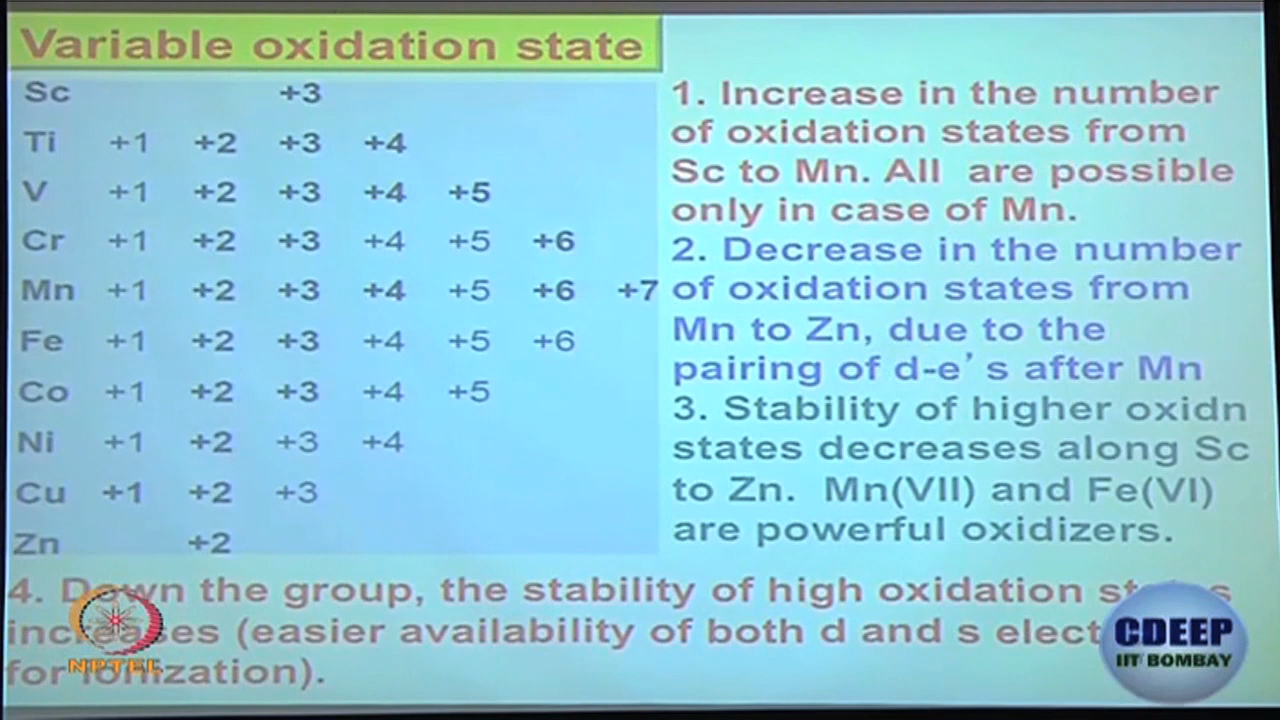 Variable oxidation state
Sc +3
Ti +1 +2 +3 +4
V +1 +2 +3 +4 +5
Cr +1 +2 +3 +4 +5 +6
Mn +1 +2 +3 +4 +5 +6 +7
Fe +1 +2 +3 +4 +5 +6
Co +1 +2 +3 +4 +5
Ni +1 +2 +3 +4
Cu +1 +2 +3
Zn +2
1. Increase in the number
of oxidation states from
Sc to Mn. All are possible
only in case of Mn.
2. Decrease in the number
of oxidation states from
Mn to Zn, due to the
pairing of d-e's after Mn
3. Stability of higher oxidn
states decreases along Sc
to Zn. Mn(VII) and Fe(VI)
are powerful oxidizers.
4. Down the group, the stability of high oxidation
increases (easier availability of both d and s
for ionization).
NPTEL
CDEEP
IIT BOMBAY